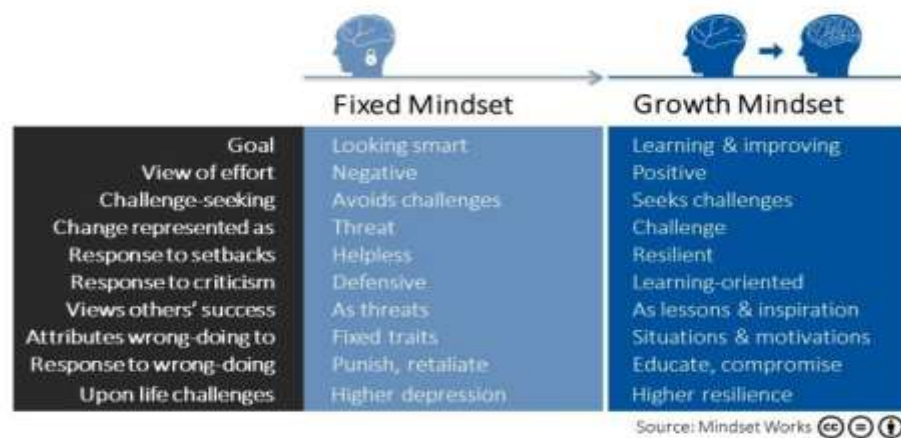 Fixed Mindset Growth Mindset
Goal Looking smart Learning & improving
View of effort Negative Positive
Challenge-seeking Avoids challenges Seeks challenges
Change represented as Threat Challenge
Response to setbacks Helpless Resilient
Response to criticism Defensive Learning-oriented
Views others' success As threats As lessons & inspiration
Attributes wrong-doing to Fixed traits Situations & motivations
Response to wrong-doing Punish, retaliate Educate, compromise
Upon life challenges Higher depression Higher resilience
Source: Mindset Works cc